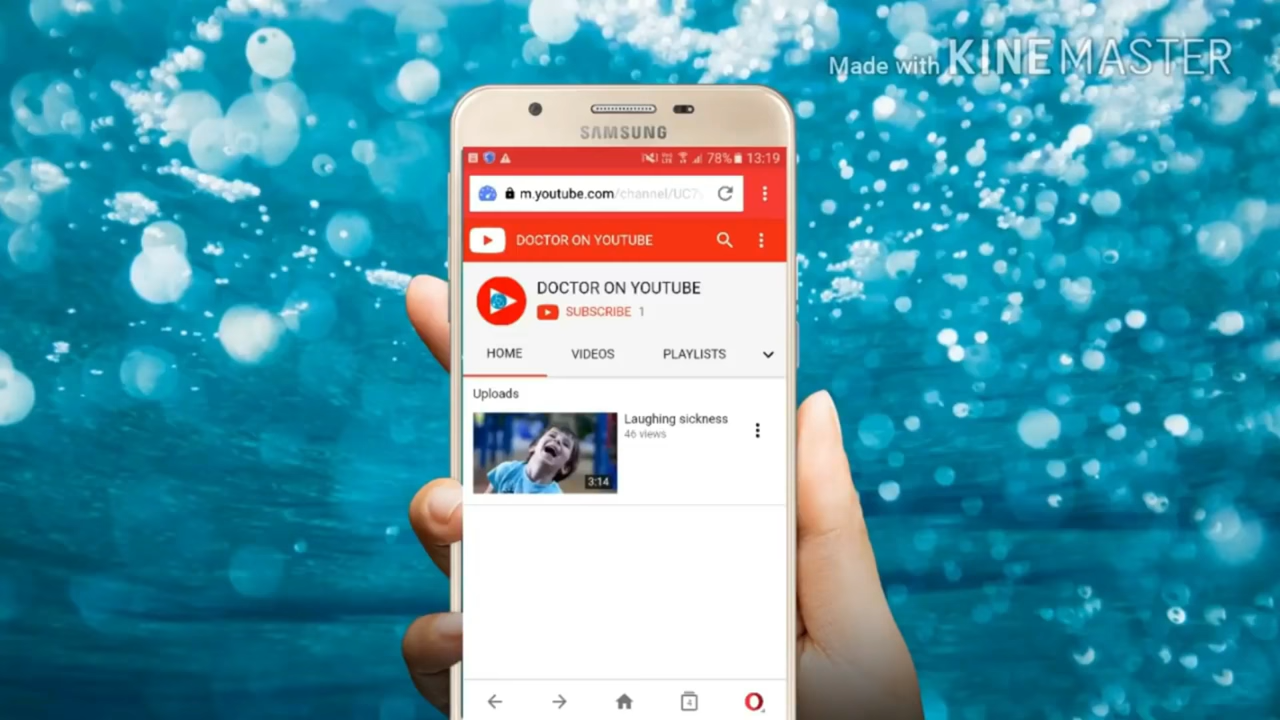 Made with KINEMASTER
SAMSUNG
78% 13:19
m.youtube.com/channel/UC
DOCTOR ON YOUTUBE
DOCTOR ON YOUTUBE
SUBSCRIBE 1
HOME VIDEOS PLAYLISTS
Uploads
Laughing sickness
46 views
3:14
4